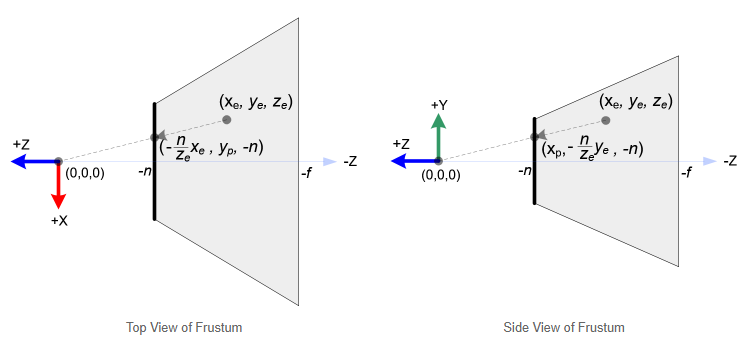 (xₑ, yₑ, zₑ)
+Z
(-n/zₑ xₑ , yₚ, -n)
(0,0,0)
-n
-f
-Z
+X
Top View of Frustum
(xₑ, yₑ, zₑ)
+Y
+Z
(xₚ,- n/zₑ yₑ , -n)
(0,0,0)
-n
-f
-Z
Side View of Frustum